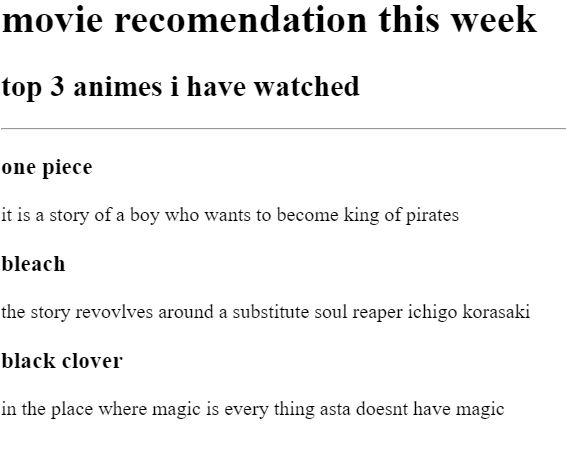 movie recomendation this week
top 3 animes i have watched
one piece
it is a story of a boy who wants to become king of pirates
bleach
the story revovlves around a substitute soul reaper ichigo korasaki
black clover
in the place where magic is every thing asta doesnt have magic